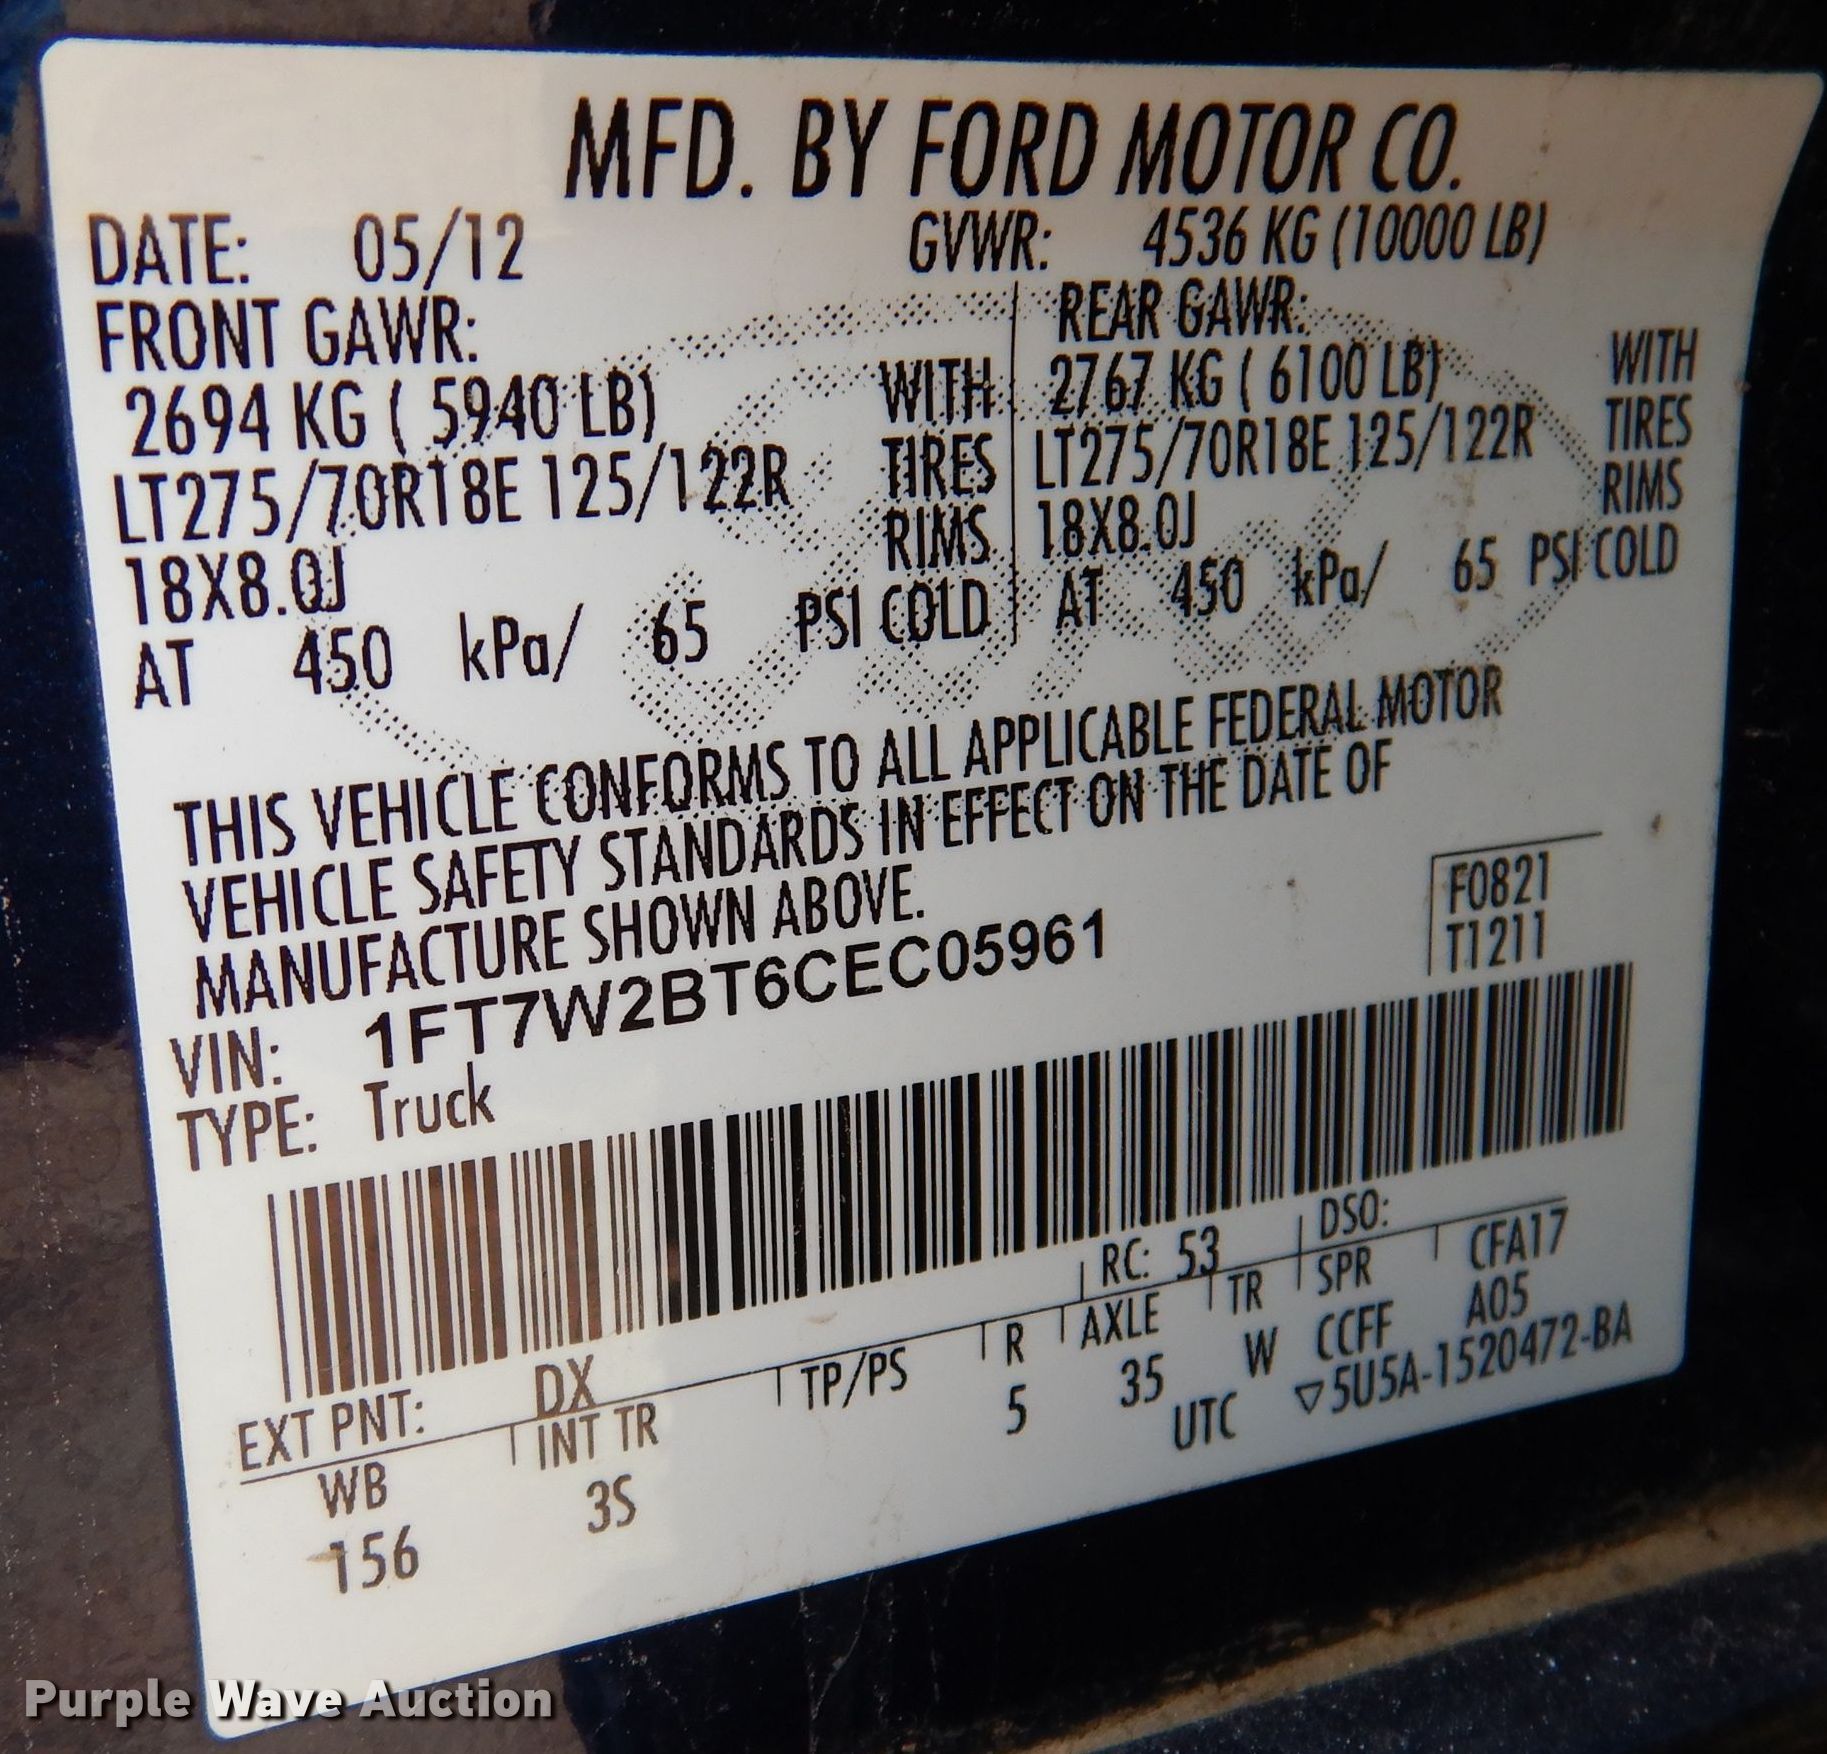 MFD. BY FORD MOTOR CO.
DATE: 05/12 GVWR: 4536 KG (10000 LB)
FRONT GAWR:
2694 KG ( 5940 LB) WITH
LT275/70R18E 125/122R TIRES
18X8.0J RIMS
AT 450 kPa/ 65 PSI COLD
REAR GAWR:
2767 KG ( 6100 LB) WITH
LT275/70R18E 125/122R TIRES
18X8.0J RIMS
AT 450 kPa/ 65 PSI COLD
THIS VEHICLE CONFORMS TO ALL APPLICABLE FEDERAL MOTOR
VEHICLE SAFETY STANDARDS IN EFFECT ON THE DATE OF
MANUFACTURE SHOWN ABOVE.
F0821
T1211
VIN: 1FT7W2BT6CEC05961
TYPE: Truck
EXT PNT: DX RC: 53 DSO:
WB INT TR TP/PS R AXLE TR SPR CFA17
156 3S 5 35 W CCFF A05
UTC ▽5U5A-1520472-BA
Purple Wave Auction